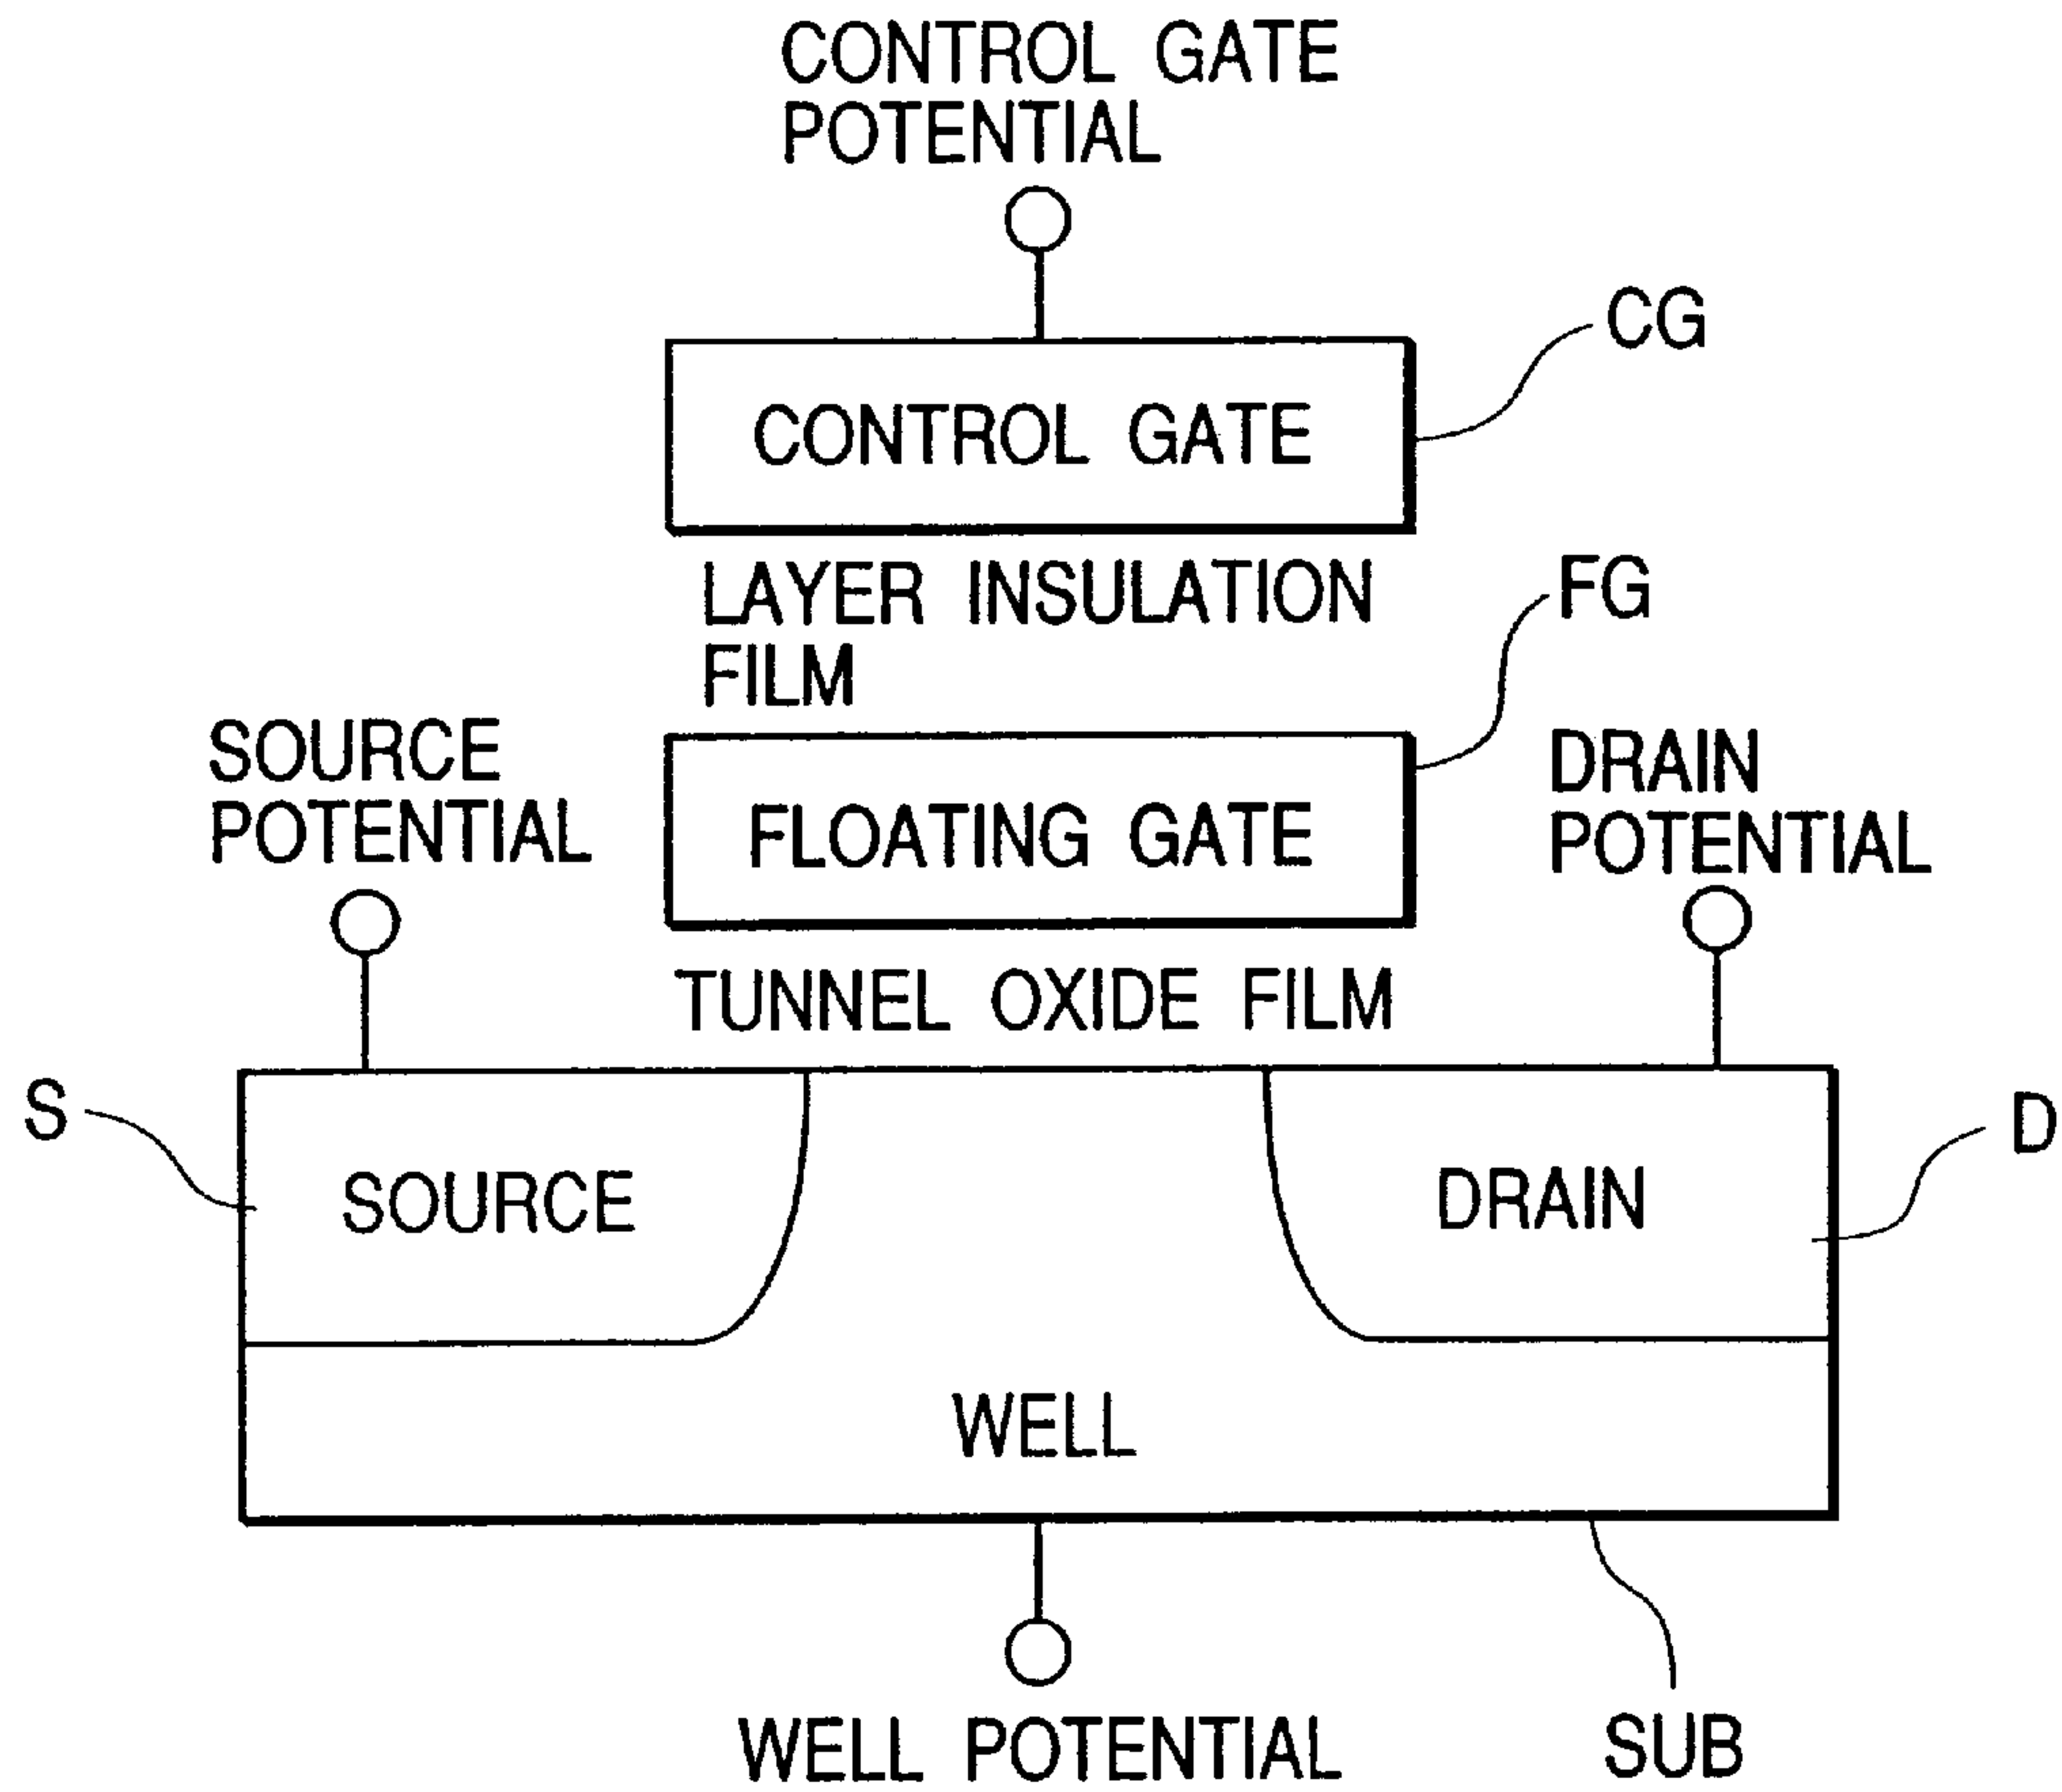 CONTROL GATE
POTENTIAL
CG
CONTROL GATE
LAYER INSULATION
FILM
FG
SOURCE
POTENTIAL
DRAIN
POTENTIAL
FLOATING GATE
TUNNEL OXIDE FILM
S
D
SOURCE
DRAIN
WELL
WELL POTENTIAL
SUB